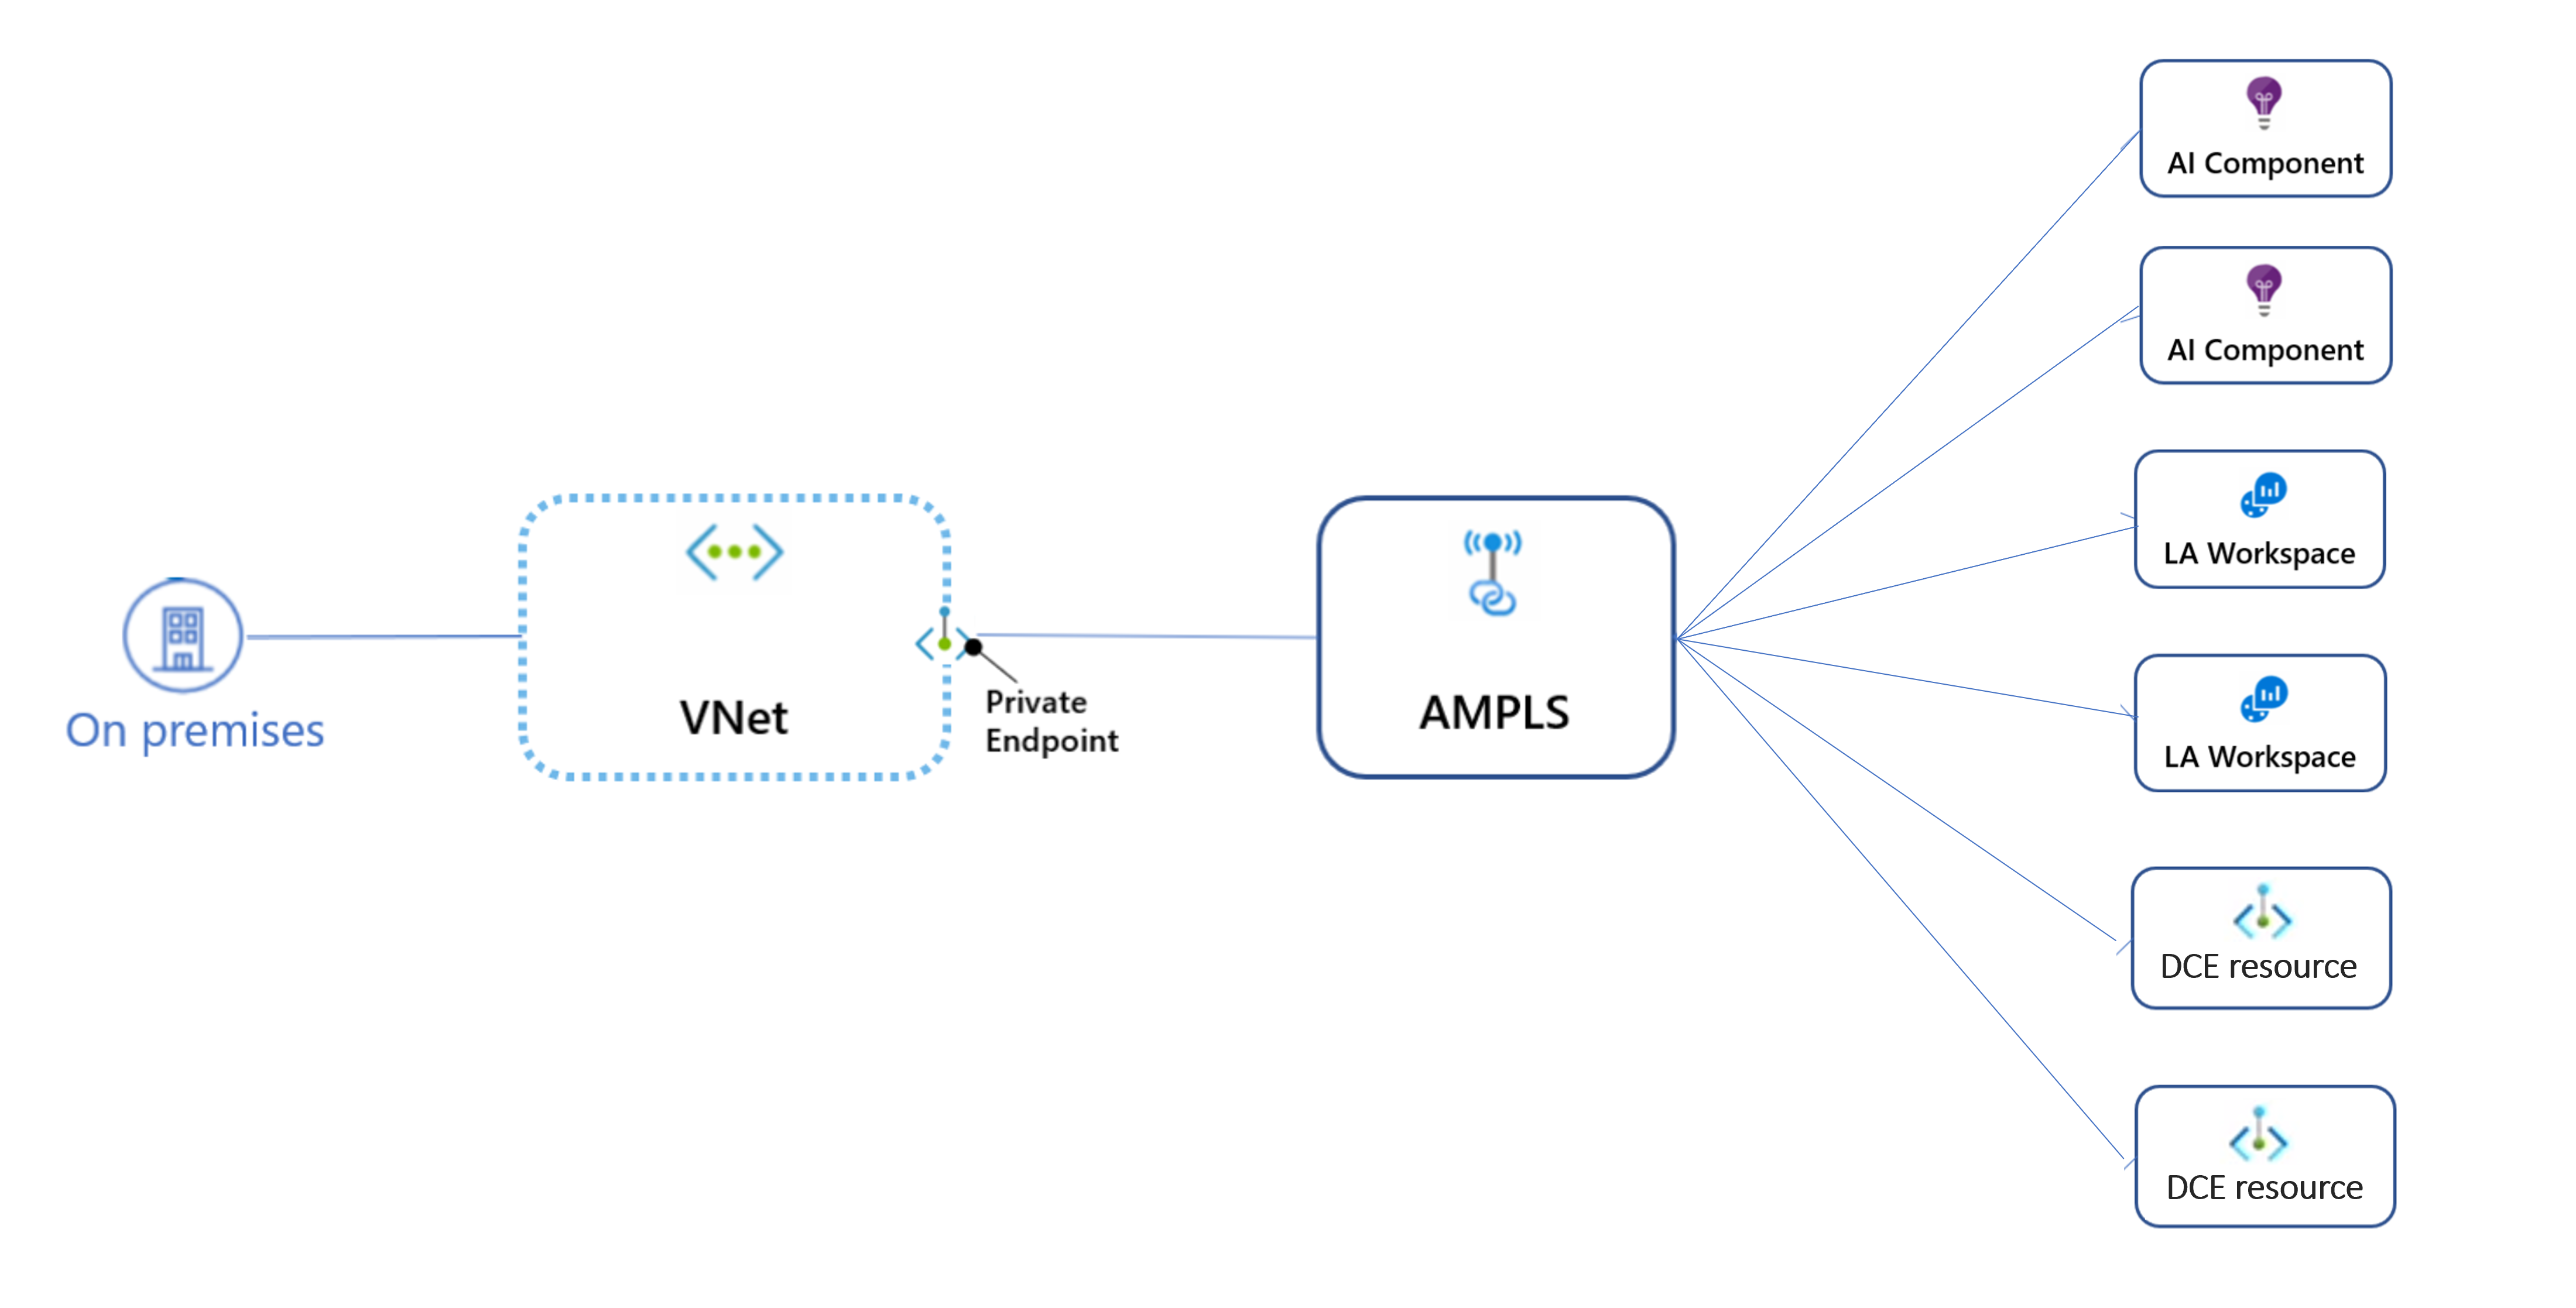 On premises
VNet
Private
Endpoint
AMPLS
AI Component
AI Component
LA Workspace
LA Workspace
DCE resource
DCE resource